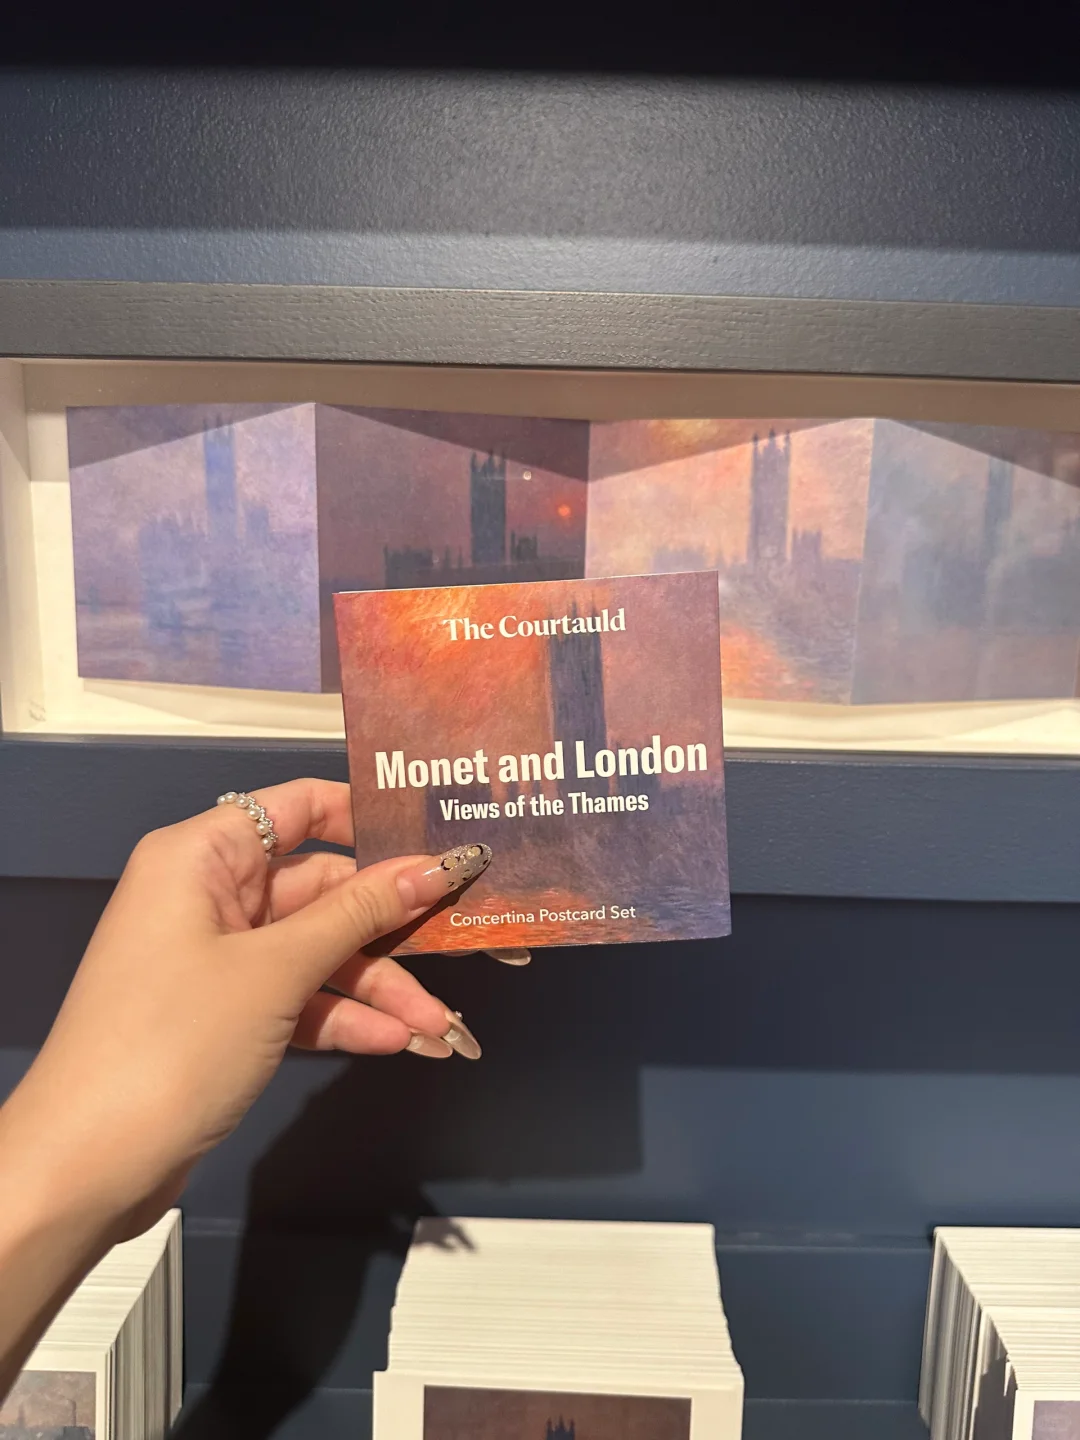 The Courtauld
Monet and London
Views of the Thames
Concertina Postcard Set